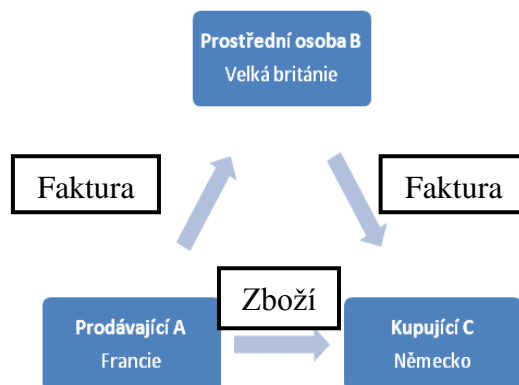 Prostřední osoba B
Velká británie
Faktura
Faktura
Zboží
Prodávající A
Francie
Kupující C
Německo